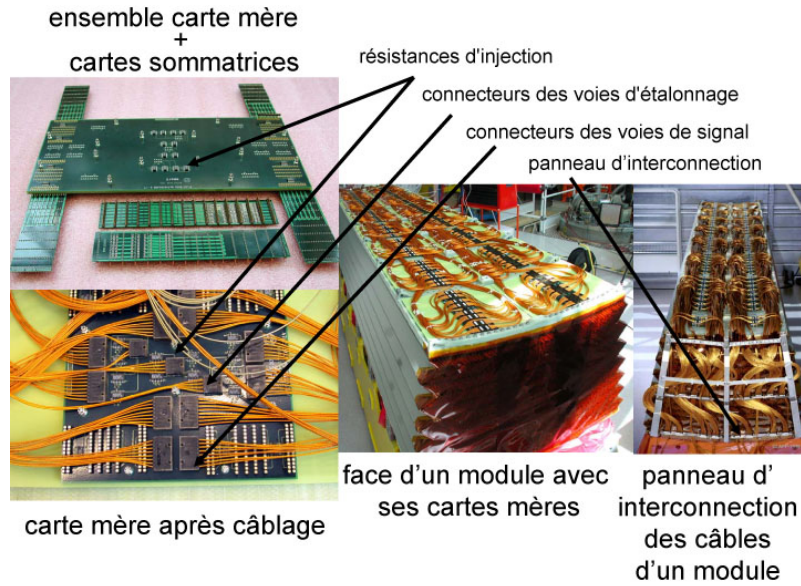 ensemble carte mère
+
cartes sommatrices
résistances d'injection
connecteurs des voies d'étalonnage
connecteurs des voies de signal
panneau d'interconnection
carte mère après câblage
face d'un module avec
ses cartes mères
panneau d'
interconnection
des câbles
d'un module